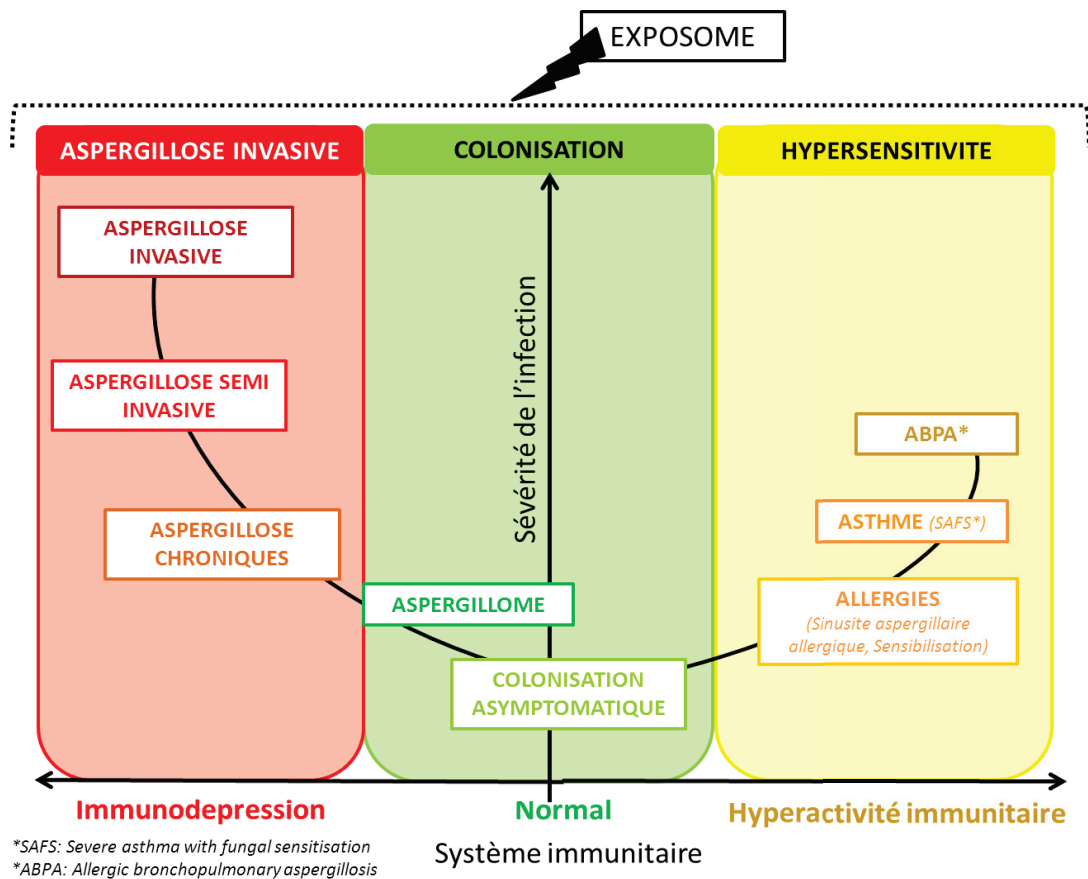 EXPOSOME
ASPERGILLOSE INVASIVE
COLONISATION
HYPERSENSITIVITE
ASPERGILLOSE
INVASIVE
ASPERGILLOSE SEMI
INVASIVE
ASPERGILLOSE
CHRONIQUES
ASPERGILLOME
COLONISATION
ASYMPTOMATIQUE
Sévérité de l'infection
ABPA*
ASTHME (SAFS*)
ALLERGIES
(Sinusite aspergillaire
allergique, Sensibilisation)
Immunodepression
Normal
Hyperactivité immunitaire
Système immunitaire
*SAFS: Severe asthma with fungal sensitisation
*ABPA: Allergic bronchopulmonary aspergillosis